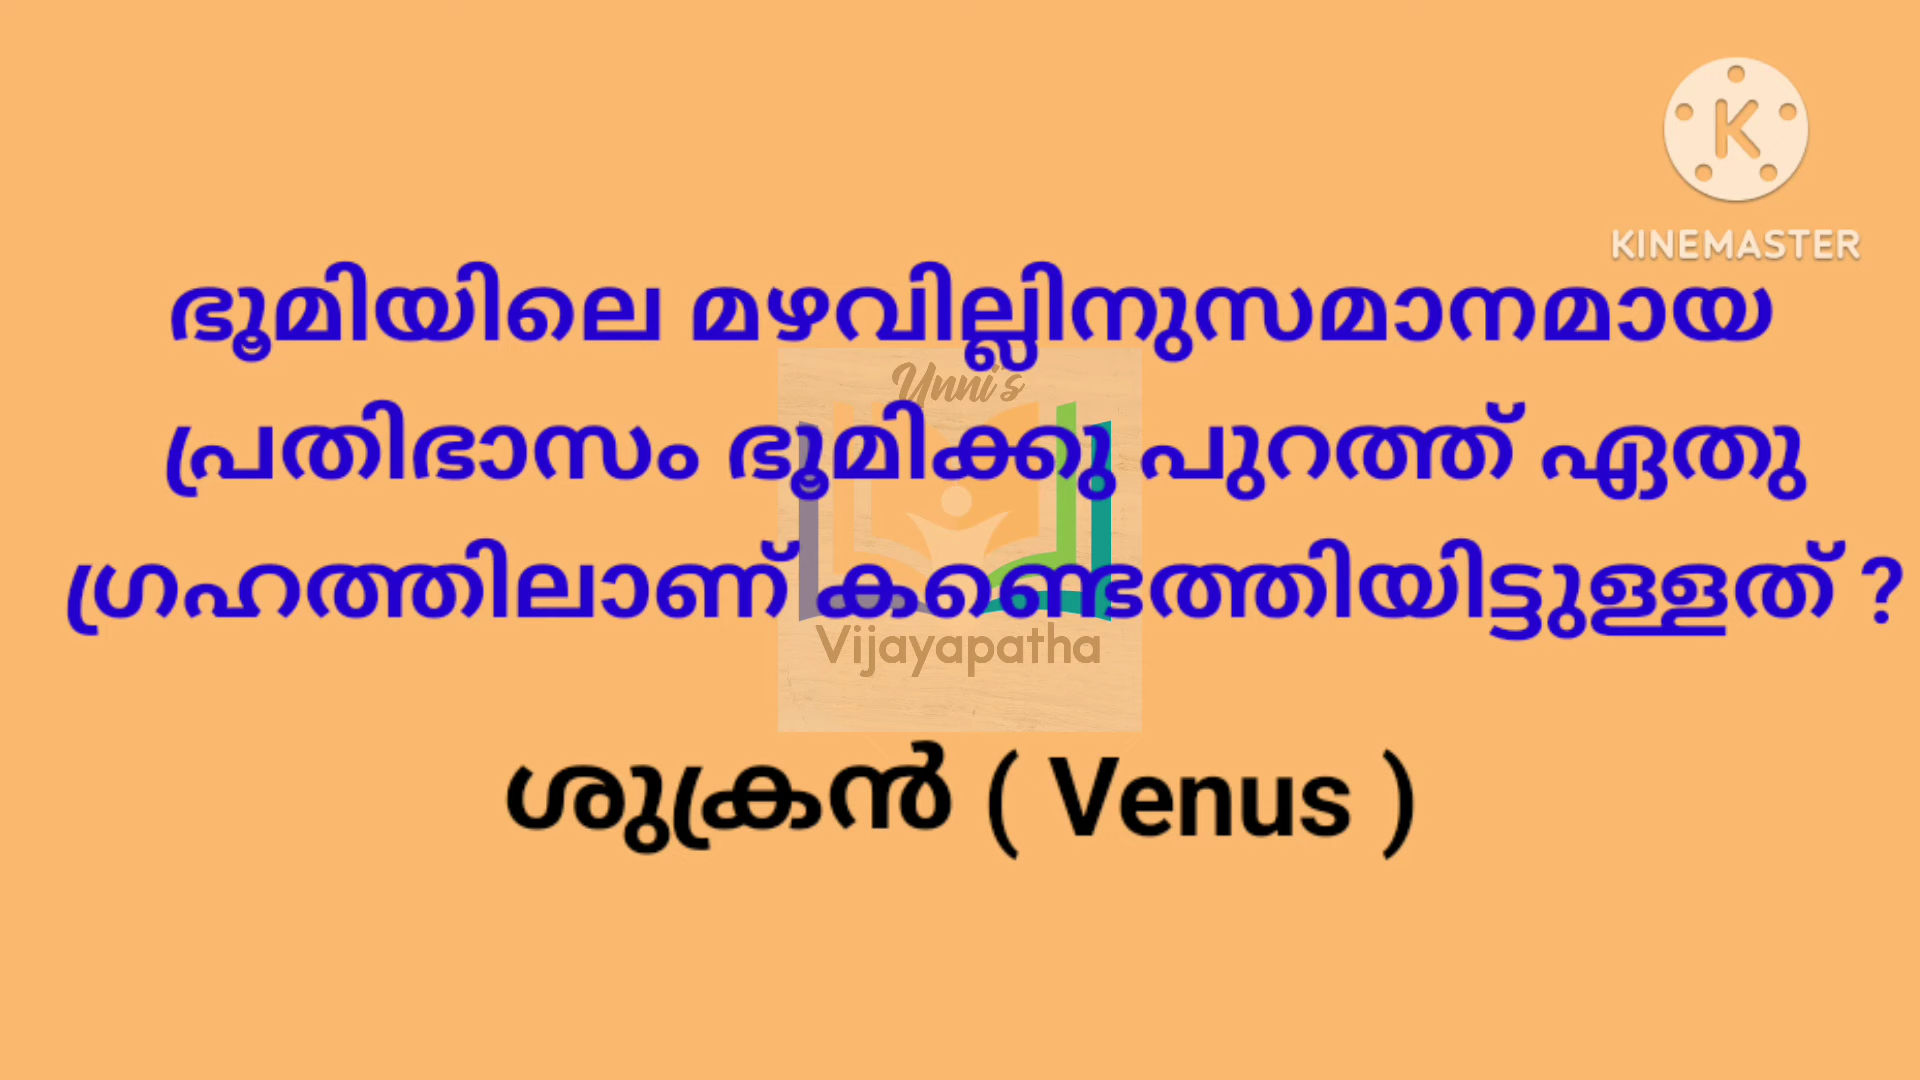 KINEMASTER
ഭൂമിയിലെ മഴവില്ലിനുസമാനമായ
പ്രതിഭാസം ഭൂമിക്കു പുറത്ത് ഏതു
ഗ്രഹത്തിലാണ് കണ്ടെത്തിയിട്ടുള്ളത് ?
Unni's
Vijayapatha
ശുക്രൻ ( Venus )